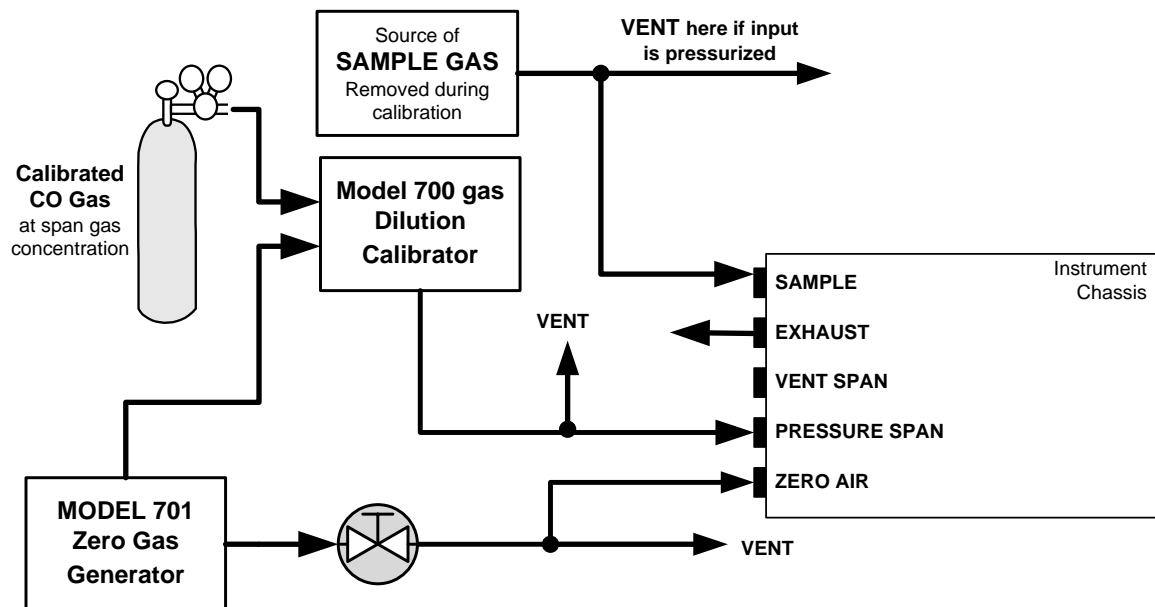 Source of
SAMPLE GAS
Removed during
calibration
VENT here if input
is pressurized
Calibrated
CO Gas
at span gas
concentration
Model 700 gas
Dilution
Calibrator
Instrument
Chassis
SAMPLE
EXHAUST
VENT SPAN
PRESSURE SPAN
ZERO AIR
VENT
MODEL 701
Zero Gas
Generator
VENT